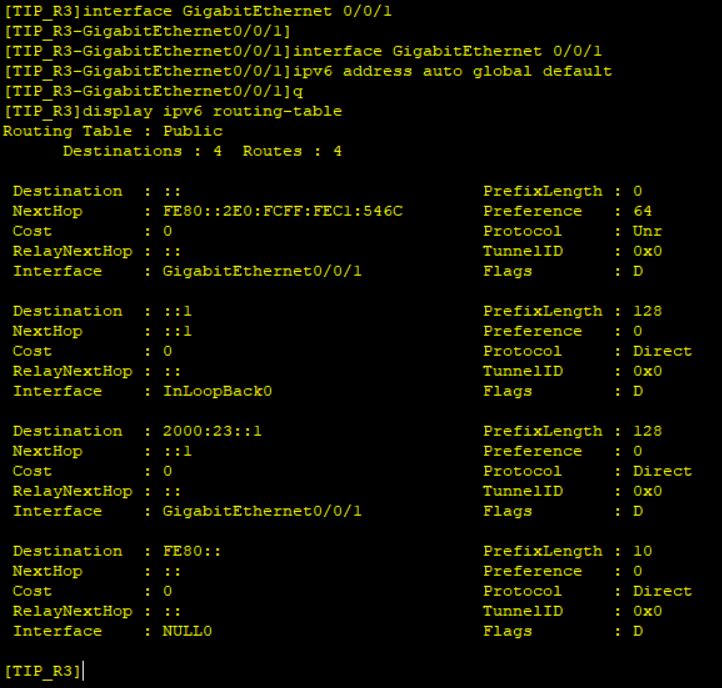 [TIP_R3]interface GigabitEthernet 0/0/1
[TIP_R3-GigabitEthernet0/0/1]
[TIP_R3-GigabitEthernet0/0/1]interface GigabitEthernet 0/0/1
[TIP_R3-GigabitEthernet0/0/1]ipv6 address auto global default
[TIP_R3-GigabitEthernet0/0/1]q
[TIP_R3]display ipv6 routing-table
Routing Table : Public
Destinations : 4 Routes : 4
Destination : :: PrefixLength : 0
NextHop : FE80::2E0:FCFF:FEC1:546C Preference : 64
Cost : 0 Protocol : Unr
RelayNextHop : :: TunnelID : 0x0
Interface : GigabitEthernet0/0/1 Flags : D
Destination : ::1 PrefixLength : 128
NextHop : ::1 Preference : 0
Cost : 0 Protocol : Direct
RelayNextHop : :: TunnelID : 0x0
Interface : InLoopBack0 Flags : D
Destination : 2000:23::1 PrefixLength : 128
NextHop : ::1 Preference : 0
Cost : 0 Protocol : Direct
RelayNextHop : :: TunnelID : 0x0
Interface : GigabitEthernet0/0/1 Flags : D
Destination : FE80:: PrefixLength : 10
NextHop : :: Preference : 0
Cost : 0 Protocol : Direct
RelayNextHop : :: TunnelID : 0x0
Interface : NULL0 Flags : D
[TIP_R3]